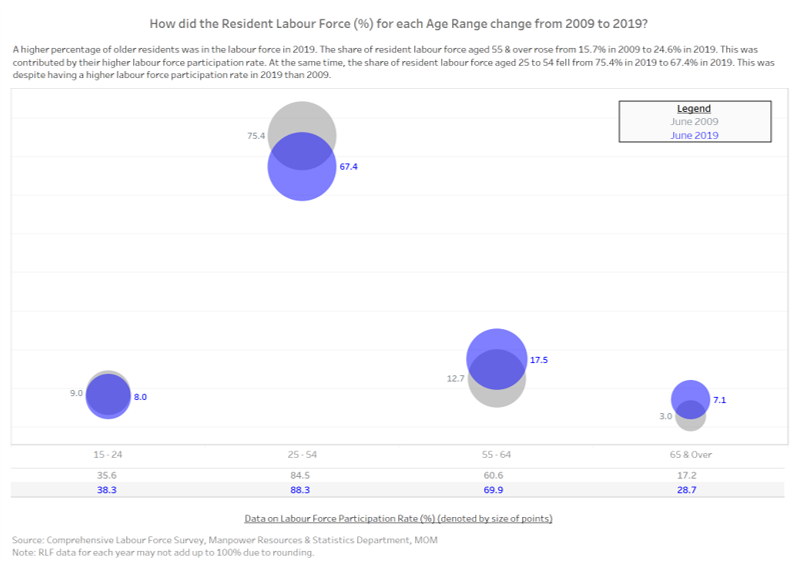 How did the Resident Labour Force (%) for each Age Range change from 2009 to 2019?
A higher percentage of older residents was in the labour force in 2019. The share of resident labour force aged 55 & over rose from 15.7% in 2009 to 24.6% in 2019. This was
contributed by their higher labour force participation rate. At the same time, the share of resident labour force aged 25 to 54 fell from 75.4% in 2019 to 67.4% in 2019. This was
despite having a higher labour force participation rate in 2019 than 2009.
Legend
June 2009
June 2019
75.4
67.4
9.0
8.0
12.7
17.5
3.0
7.1
15 - 24 25 - 54 55 - 64 65 & Over
35.6 84.5 60.6 17.2
38.3 88.3 69.9 28.7
Data on Labour Force Participation Rate (%) (denoted by size of points)
Source: Comprehensive Labour Force Survey, Manpower Resources & Statistics Department, MOM
Note: RLF data for each year may not add up to 100% due to rounding.